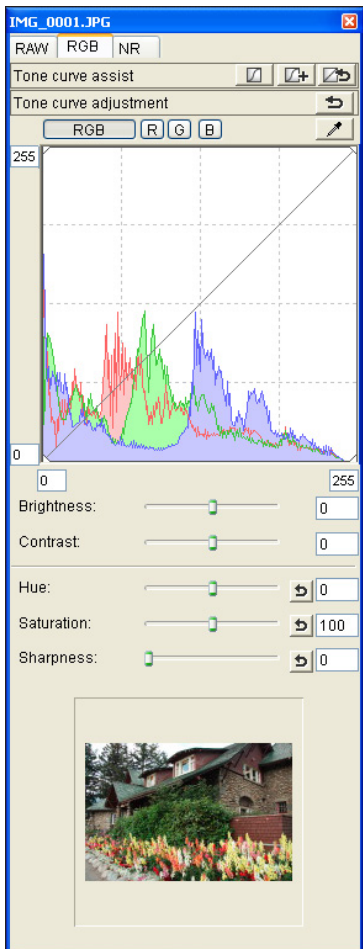 IMG_0001.JPG
RAW RGB NR
Tone curve assist
Tone curve adjustment
RGB R G B
255
0
0 255
Brightness: 0
Contrast: 0
Hue: 0
Saturation: 100
Sharpness: 0